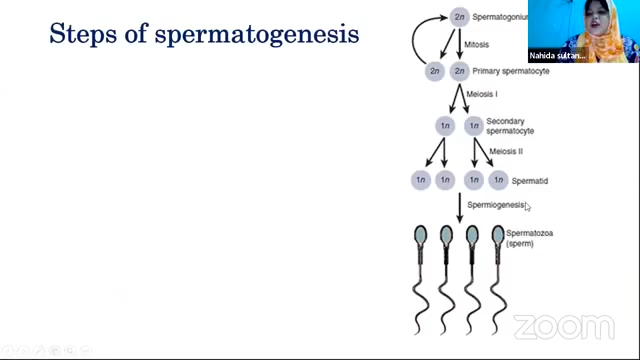 Steps of spermatogenesis
2n
Spermatogonium
Mitosis
2n
2n
Primary spermatocyte
Meiosis I
1n
1n
Secondary
spermatocyte
Meiosis II
1n
1n
1n
1n
Spermatid
Spermiogenesis
Spermatozoa
(sperm)
Nahida sultan...
zoom